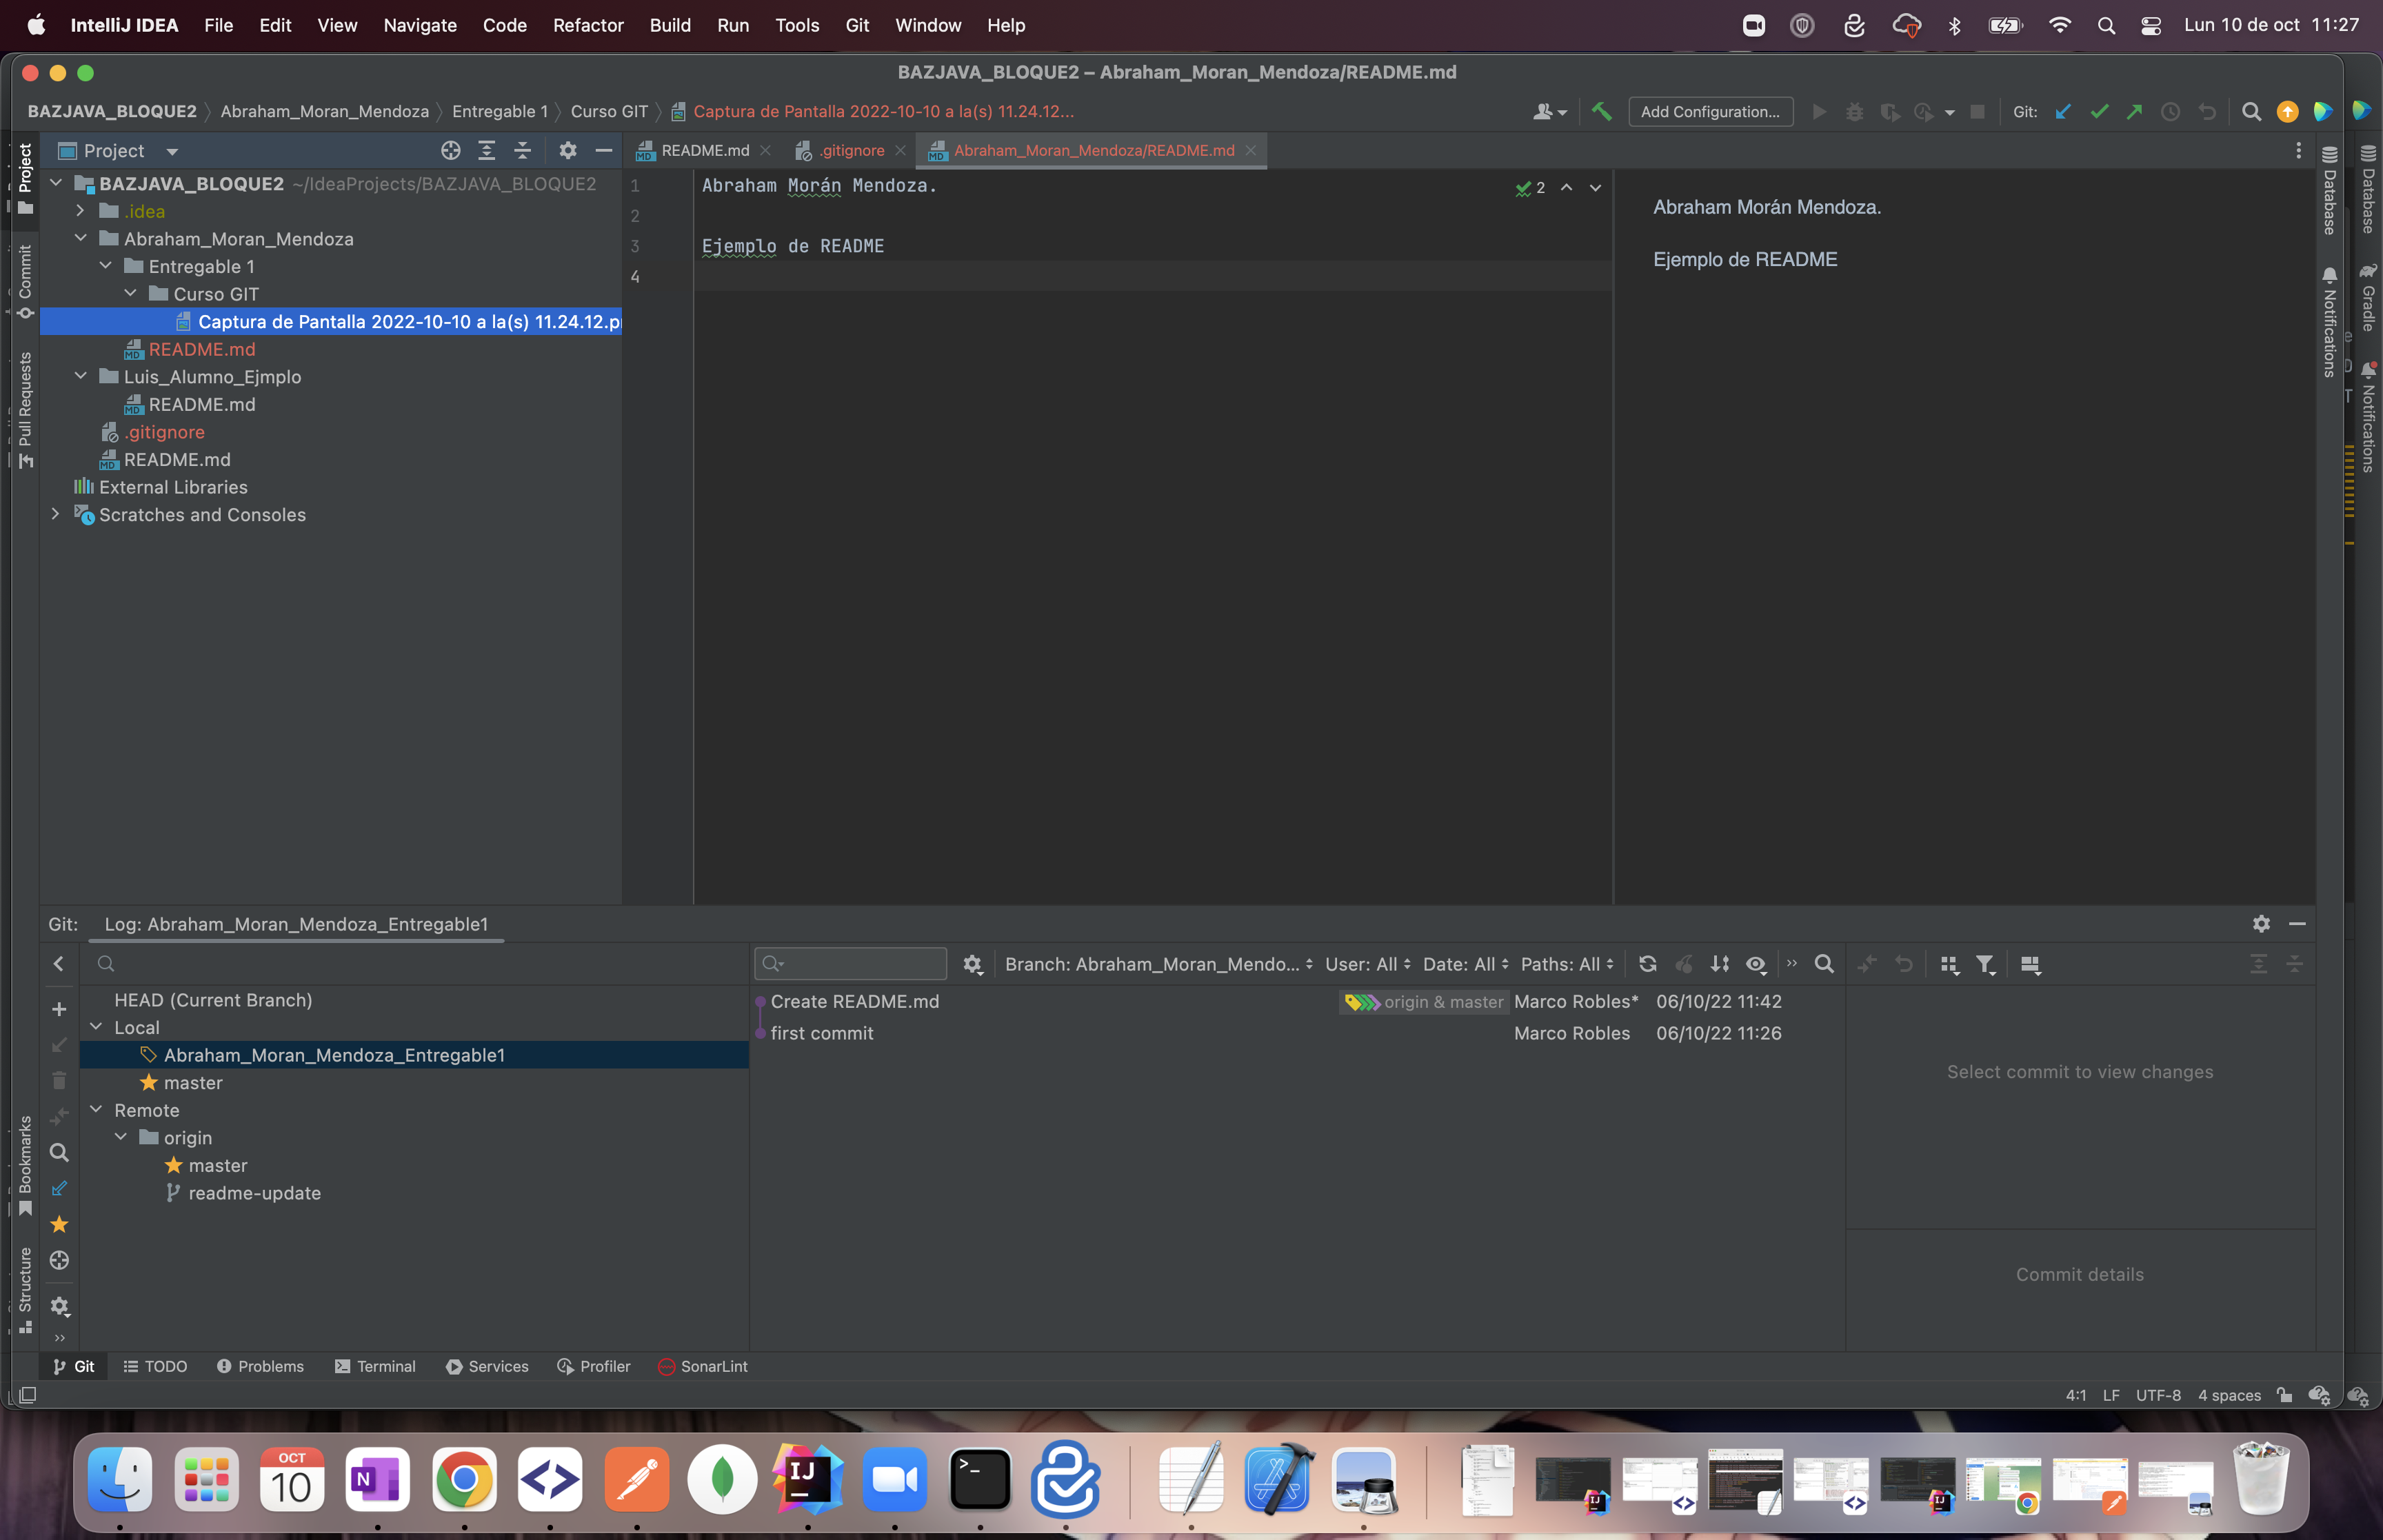 IntelliJ IDEA File Edit View Navigate Code Refactor Build Run Tools Git Window Help Lun 10 de oct 11:27
BAZJAVA_BLOQUE2 – Abraham_Moran_Mendoza/README.md
BAZJAVA_BLOQUE2 Abraham_Moran_Mendoza Entregable 1 Curso GIT Captura de Pantalla 2022-10-10 a la(s) 11.24.12... Add Configuration... Git:
Project README.md .gitignore Abraham_Moran_Mendoza/README.md
BAZJAVA_BLOQUE2 ~/IdeaProjects/BAZJAVA_BLOQUE2
.idea
Abraham_Moran_Mendoza
Entregable 1
Curso GIT
Captura de Pantalla 2022-10-10 a la(s) 11.24.12.p
README.md
Luis_Alumno_Ejmplo
README.md
.gitignore
README.md
External Libraries
Scratches and Consoles
1 Abraham Morán Mendoza.
2
3 Ejemplo de README
4
2
Abraham Morán Mendoza.
Ejemplo de README
Project
Commit
Pull Requests
Bookmarks
Structure
Database
Notifications
Database
Gradle
Notifications
Git: Log: Abraham_Moran_Mendoza_Entregable1
Branch: Abraham_Moran_Mendo... User: All Date: All Paths: All
HEAD (Current Branch)
Local
Abraham_Moran_Mendoza_Entregable1
master
Remote
origin
master
readme-update
Create README.md origin & master Marco Robles* 06/10/22 11:42
first commit Marco Robles 06/10/22 11:26
Select commit to view changes
Commit details
Git TODO Problems Terminal Services Profiler SonarLint
4:1 LF UTF-8 4 spaces
OCT
10
N
IJ